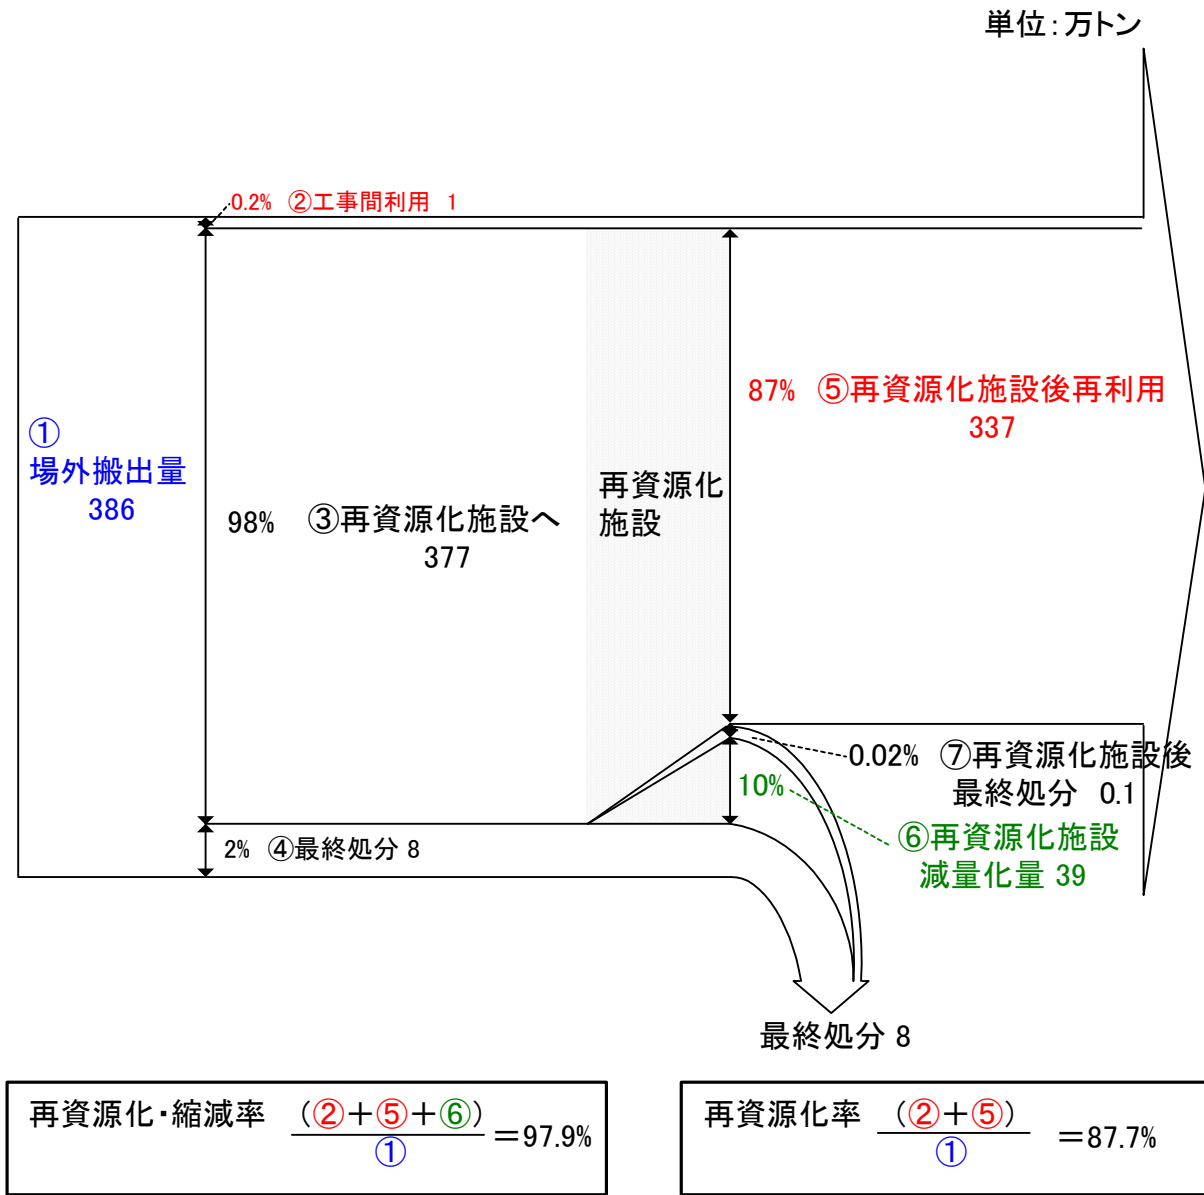 単位：万トン
0.2% ②工事間利用 1
①
場外搬出量
386
98% ③再資源化施設へ
377
再資源化
施設
87% ⑤再資源化施設後再利用
337
0.02% ⑦再資源化施設後
最終処分 0.1
10%
⑥再資源化施設
減量化量 39
2% ④最終処分 8
最終処分 8
再資源化・縮減率 (②＋⑤＋⑥)
①
＝97.9%
再資源化率 (②＋⑤)
①
＝87.7%